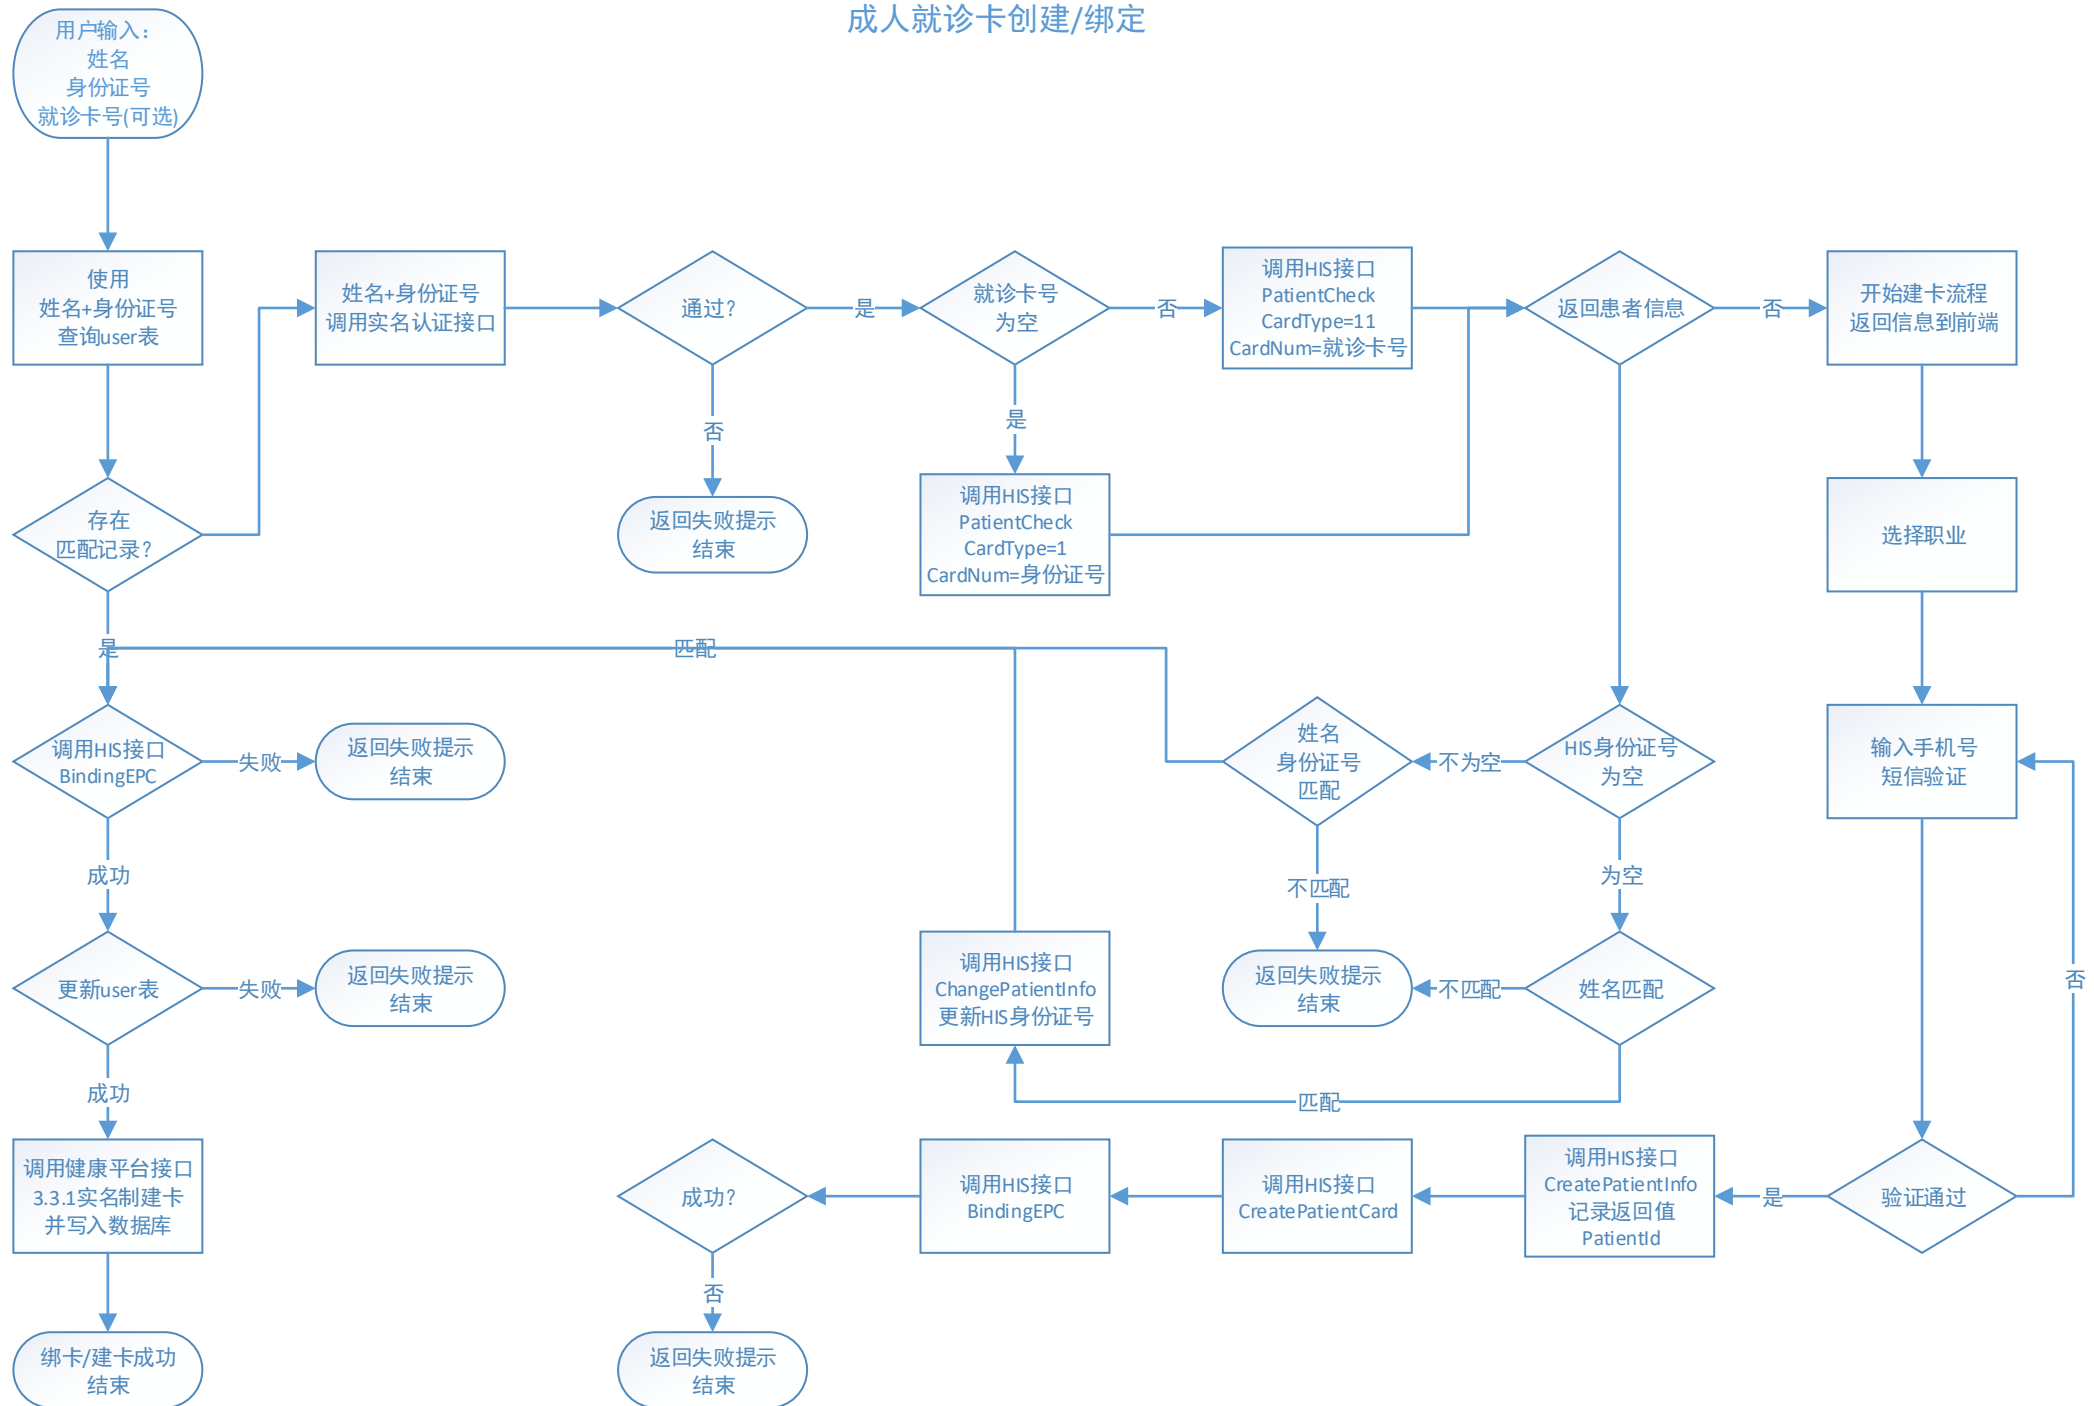 成人就诊卡创建/绑定
用户输入：
姓名
身份证号
就诊卡号(可选)
使用
姓名+身份证号
查询user表
姓名+身份证号
调用实名认证接口
通过?
是
就诊卡号
为空
否
调用HIS接口
PatientCheck
CardType=11
CardNum=就诊卡号
返回患者信息
否
开始建卡流程
返回信息到前端
否
是
存在
匹配记录?
返回失败提示
结束
调用HIS接口
PatientCheck
CardType=1
CardNum=身份证号
选择职业
是
匹配
调用HIS接口
BindingEPC
失败
返回失败提示
结束
姓名
身份证号
匹配
不为空
HIS身份证号
为空
输入手机号
短信验证
成功
不匹配
为空
更新user表
失败
返回失败提示
结束
调用HIS接口
ChangePatientInfo
更新HIS身份证号
返回失败提示
结束
不匹配
姓名匹配
否
成功
匹配
调用健康平台接口
3.3.1实名制建卡
并写入数据库
成功?
调用HIS接口
BindingEPC
调用HIS接口
CreatePatientCard
调用HIS接口
CreatePatientInfo
记录返回值
PatientId
是
验证通过
否
绑卡/建卡成功
结束
返回失败提示
结束